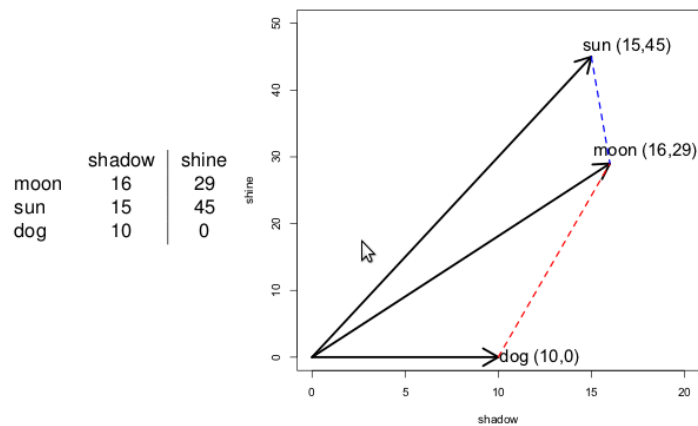 shadow shine
moon 16 29
sun 15 45
dog 10 0
50
40
30
20
10
0
shine
sun (15,45)
moon (16,29)
dog (10,0)
0 5 10 15 20
shadow